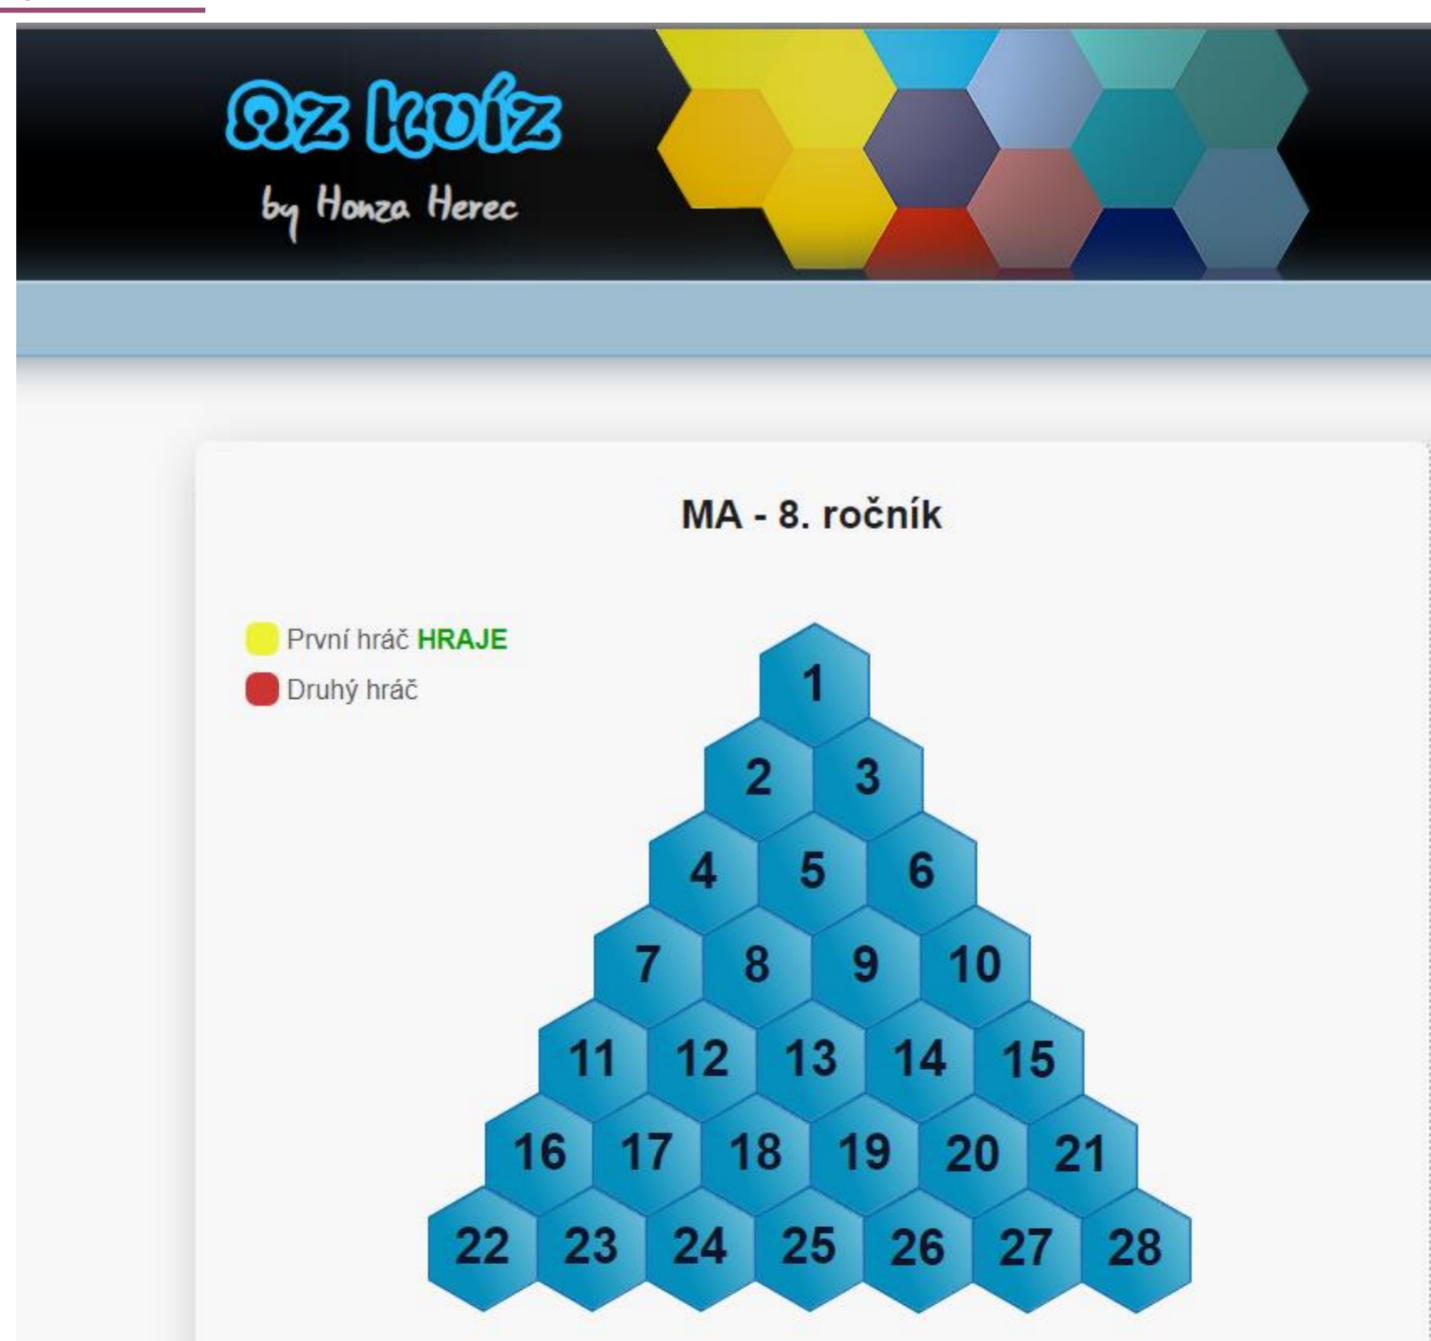 AZ KVÍZ
by Honza Herec
MA - 8. ročník
První hráč HRAJE
Druhý hráč
1
2 3
4 5 6
7 8 9 10
11 12 13 14 15
16 17 18 19 20 21
22 23 24 25 26 27 28